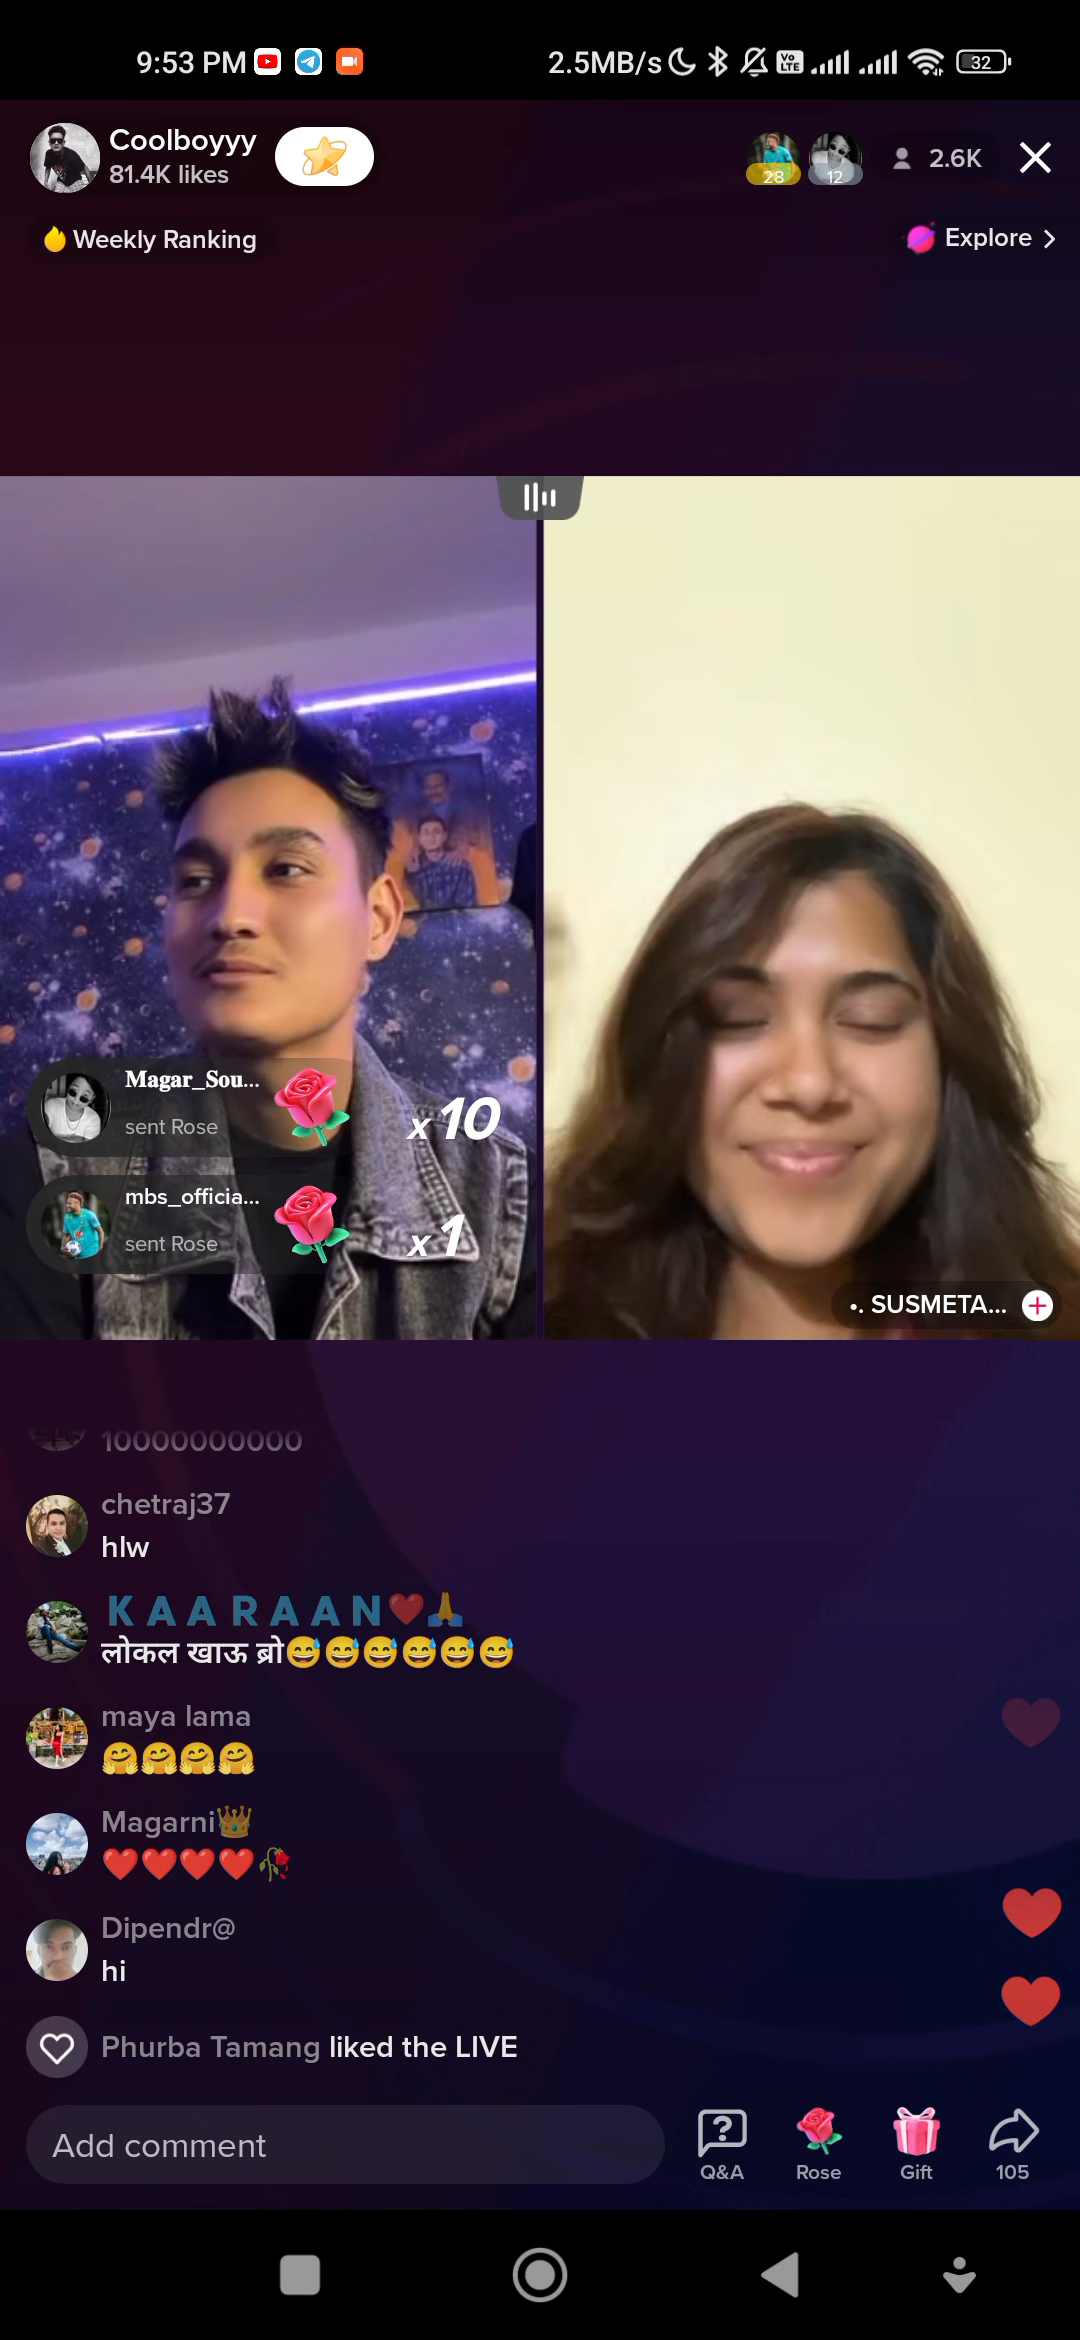 9:53 PM
2.5MB/s
Vo LTE
32
Coolboyyy
81.4K likes
28
12
2.6K
Weekly Ranking
Explore
𝐌𝐚𝐠𝐚𝐫_𝐒𝐨𝐮...
sent Rose
x10
mbs_officia...
sent Rose
x1
•. SUSMETA...
10000000000
chetraj37
hlw
K A A R A A N❤️🙏
लोकल खाऊ ब्रो😅😅😅😅😅😅
maya lama
🤗🤗🤗🤗
Magarni👑
❤️❤️❤️❤️🥀
Dipendr@
hi
Phurba Tamang liked the LIVE
Add comment
Q&A
Rose
Gift
105